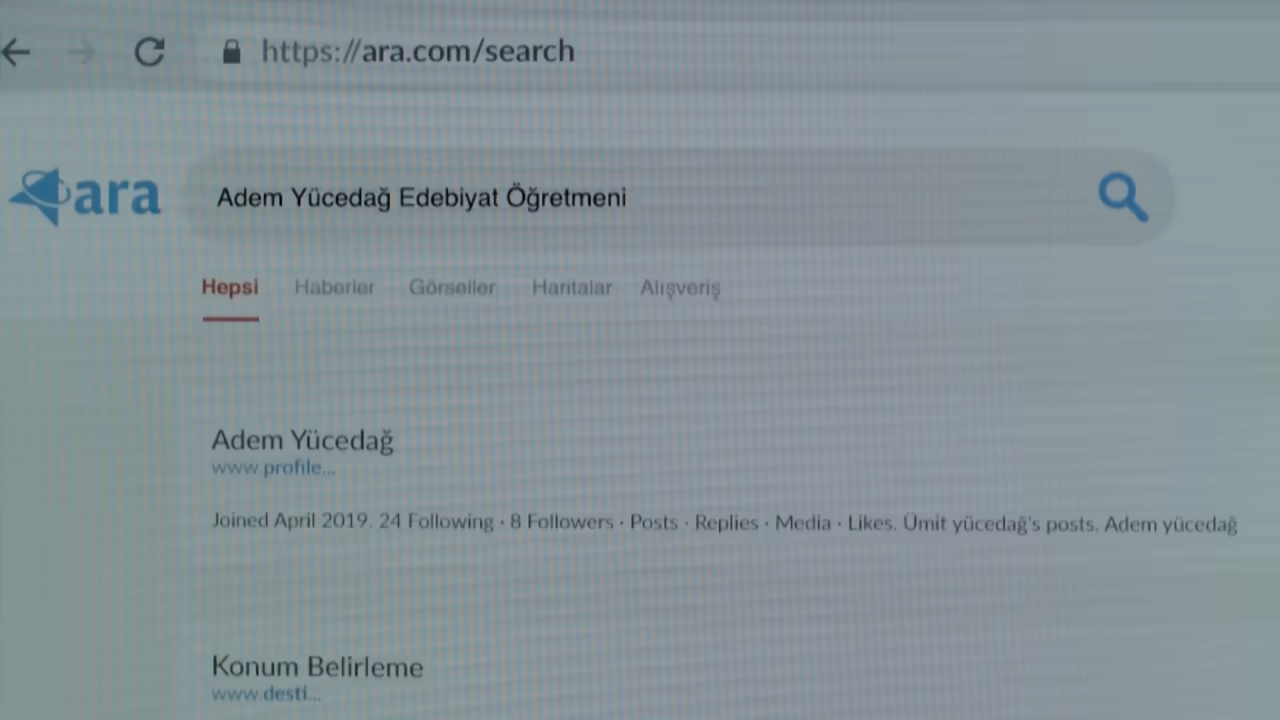 https://ara.com/search
ara
Adem Yücedağ Edebiyat Öğretmeni
Hepsi Haberler Görseller Haritalar Alışveriş
Adem Yücedağ
www.profile...
Joined April 2019. 24 Following · 8 Followers · Posts · Replies · Media · Likes. Ümit yücedağ's posts. Adem yücedağ
Konum Belirleme
www.desti...